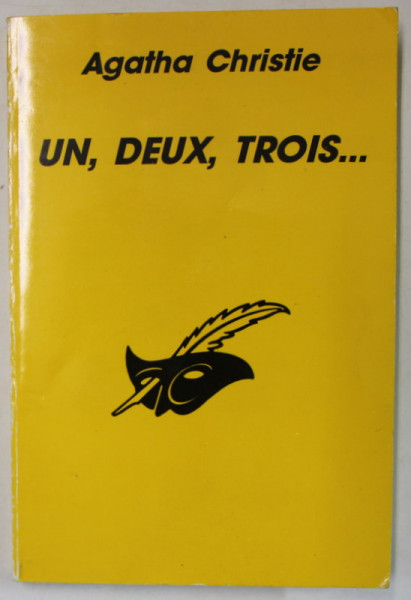 Agatha Christie
UN, DEUX, TROIS...